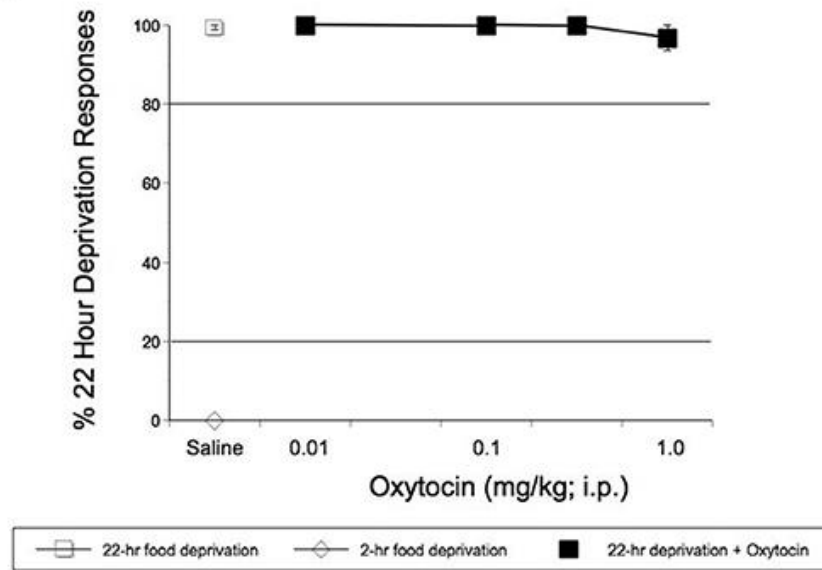 % 22 Hour Deprivation Responses
100
80
60
40
20
0
Saline 0.01 0.1 1.0
Oxytocin (mg/kg; i.p.)
22-hr food deprivation 2-hr food deprivation 22-hr deprivation + Oxytocin